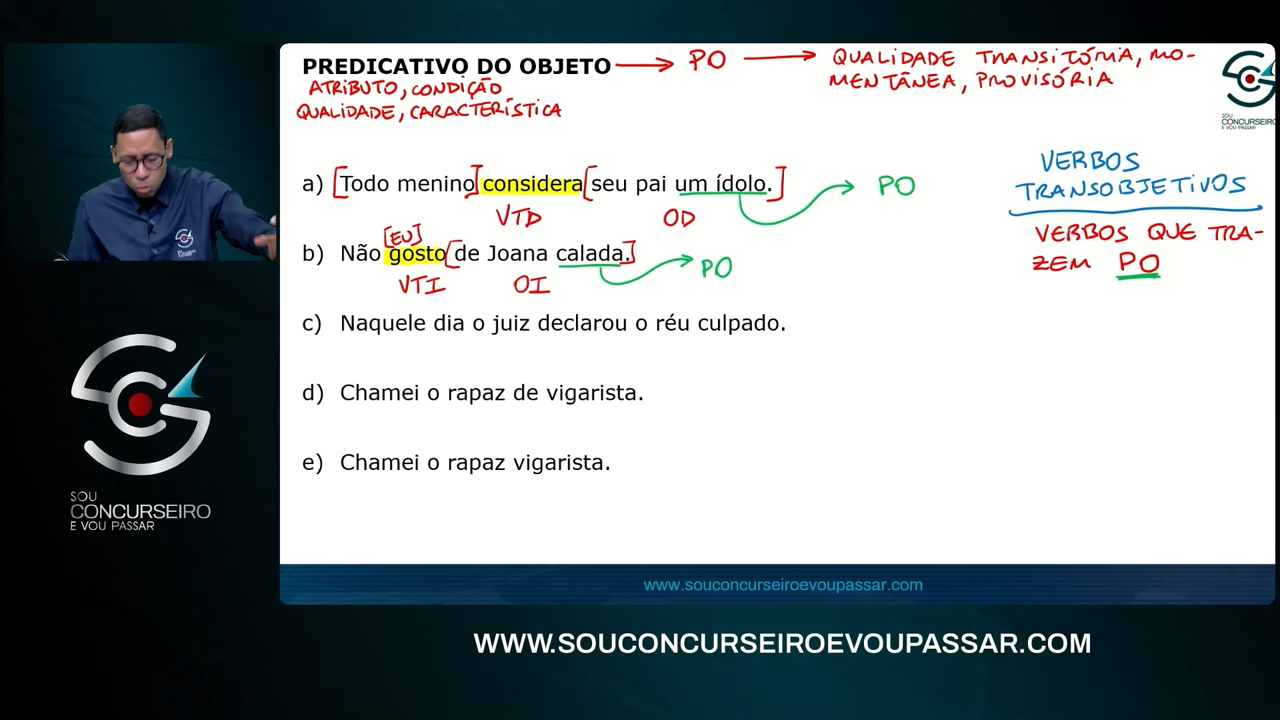 PREDICATIVO DO OBJETO → PO → QUALIDADE TRANSITÓRIA, MO-
MENTÂNEA, PROVISÓRIA
ATRIBUTO, CONDIÇÃO
QUALIDADE, CARACTERÍSTICA
SOU
CONCURSEIRO
E VOU PASSAR
VERBOS
TRANSOBJETIVOS
VERBOS QUE TRA-
ZEM PO
a) [Todo menino] considera [seu pai um ídolo.] PO
VTD OD
[EU]
b) Não gosto [de Joana calada.] PO
VTI OI
c) Naquele dia o juiz declarou o réu culpado.
d) Chamei o rapaz de vigarista.
e) Chamei o rapaz vigarista.
SOU
CONCURSEIRO
E VOU PASSAR
www.souconcurseiroevoupassar.com
WWW.SOUCONCURSEIROEVOUPASSAR.COM